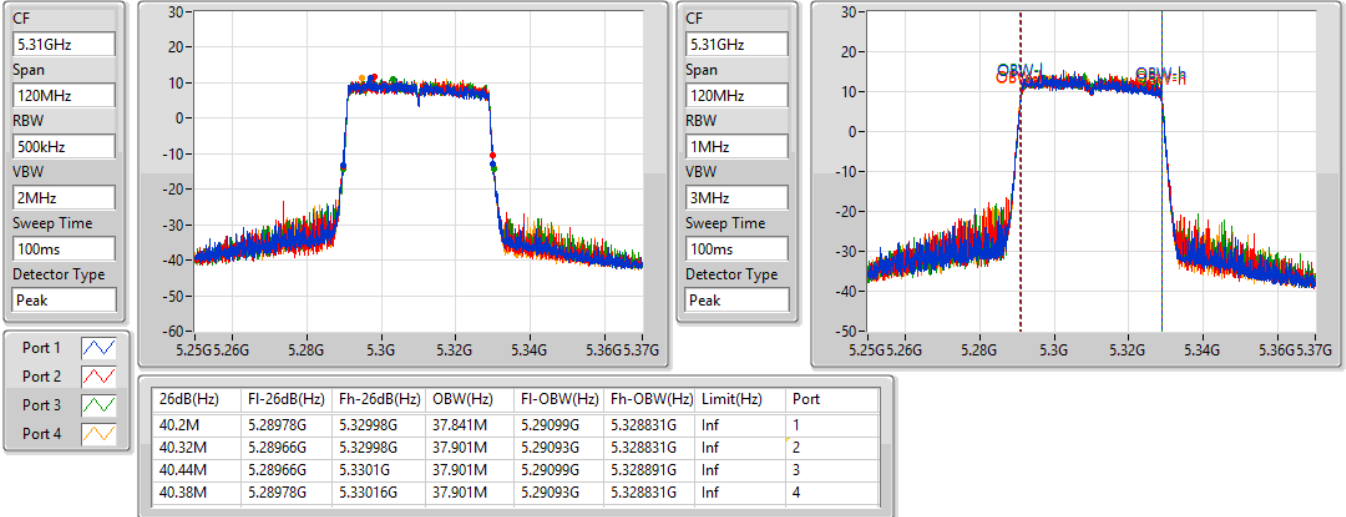 CF
5.31GHz
Span
120MHz
RBW
500kHz
VBW
2MHz
Sweep Time
100ms
Detector Type
Peak
30
20
10
0
-10
-20
-30
-40
-50
-60
5.25G 5.26G 5.28G 5.3G 5.32G 5.34G 5.36G 5.37G
CF
5.31GHz
Span
120MHz
RBW
1MHz
VBW
3MHz
Sweep Time
100ms
Detector Type
Peak
30
20
10
0
-10
-20
-30
-40
-50
OBW-l OBW-h
5.25G 5.26G 5.28G 5.3G 5.32G 5.34G 5.36G 5.37G
Port 1
Port 2
Port 3
Port 4
26dB(Hz) Fl-26dB(Hz) Fh-26dB(Hz) OBW(Hz) Fl-OBW(Hz) Fh-OBW(Hz) Limit(Hz) Port
40.2M 5.28978G 5.32998G 37.841M 5.29099G 5.328831G Inf 1
40.32M 5.28966G 5.32998G 37.901M 5.29093G 5.328831G Inf 2
40.44M 5.28966G 5.3301G 37.901M 5.29099G 5.328891G Inf 3
40.38M 5.28978G 5.33016G 37.901M 5.29093G 5.328831G Inf 4